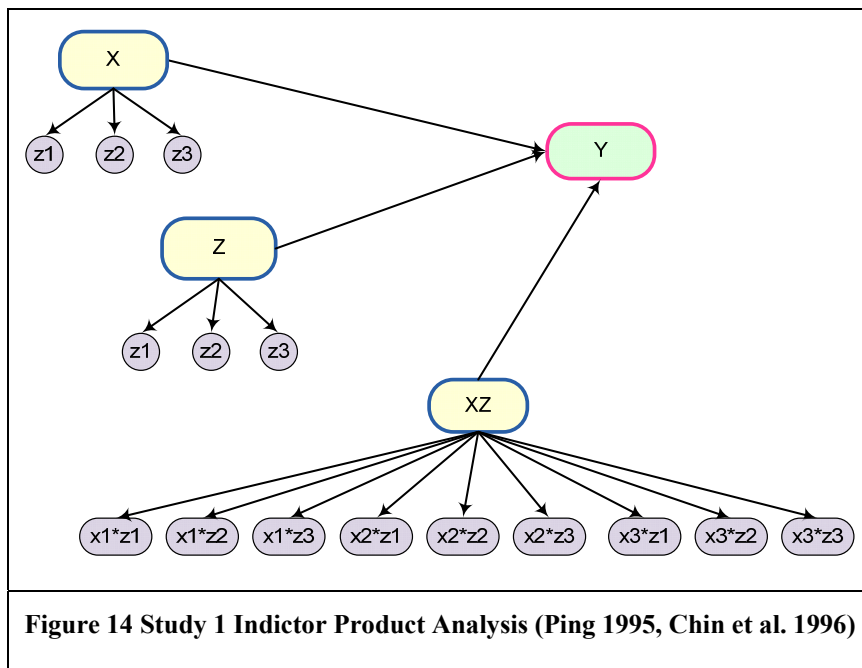 X
z1 z2 z3
Y
Z
z1 z2 z3
XZ
x1*z1 x1*z2 x1*z3 x2*z1 x2*z2 x2*z3 x3*z1 x3*z2 x3*z3
Figure 14 Study 1 Indictor Product Analysis (Ping 1995, Chin et al. 1996)